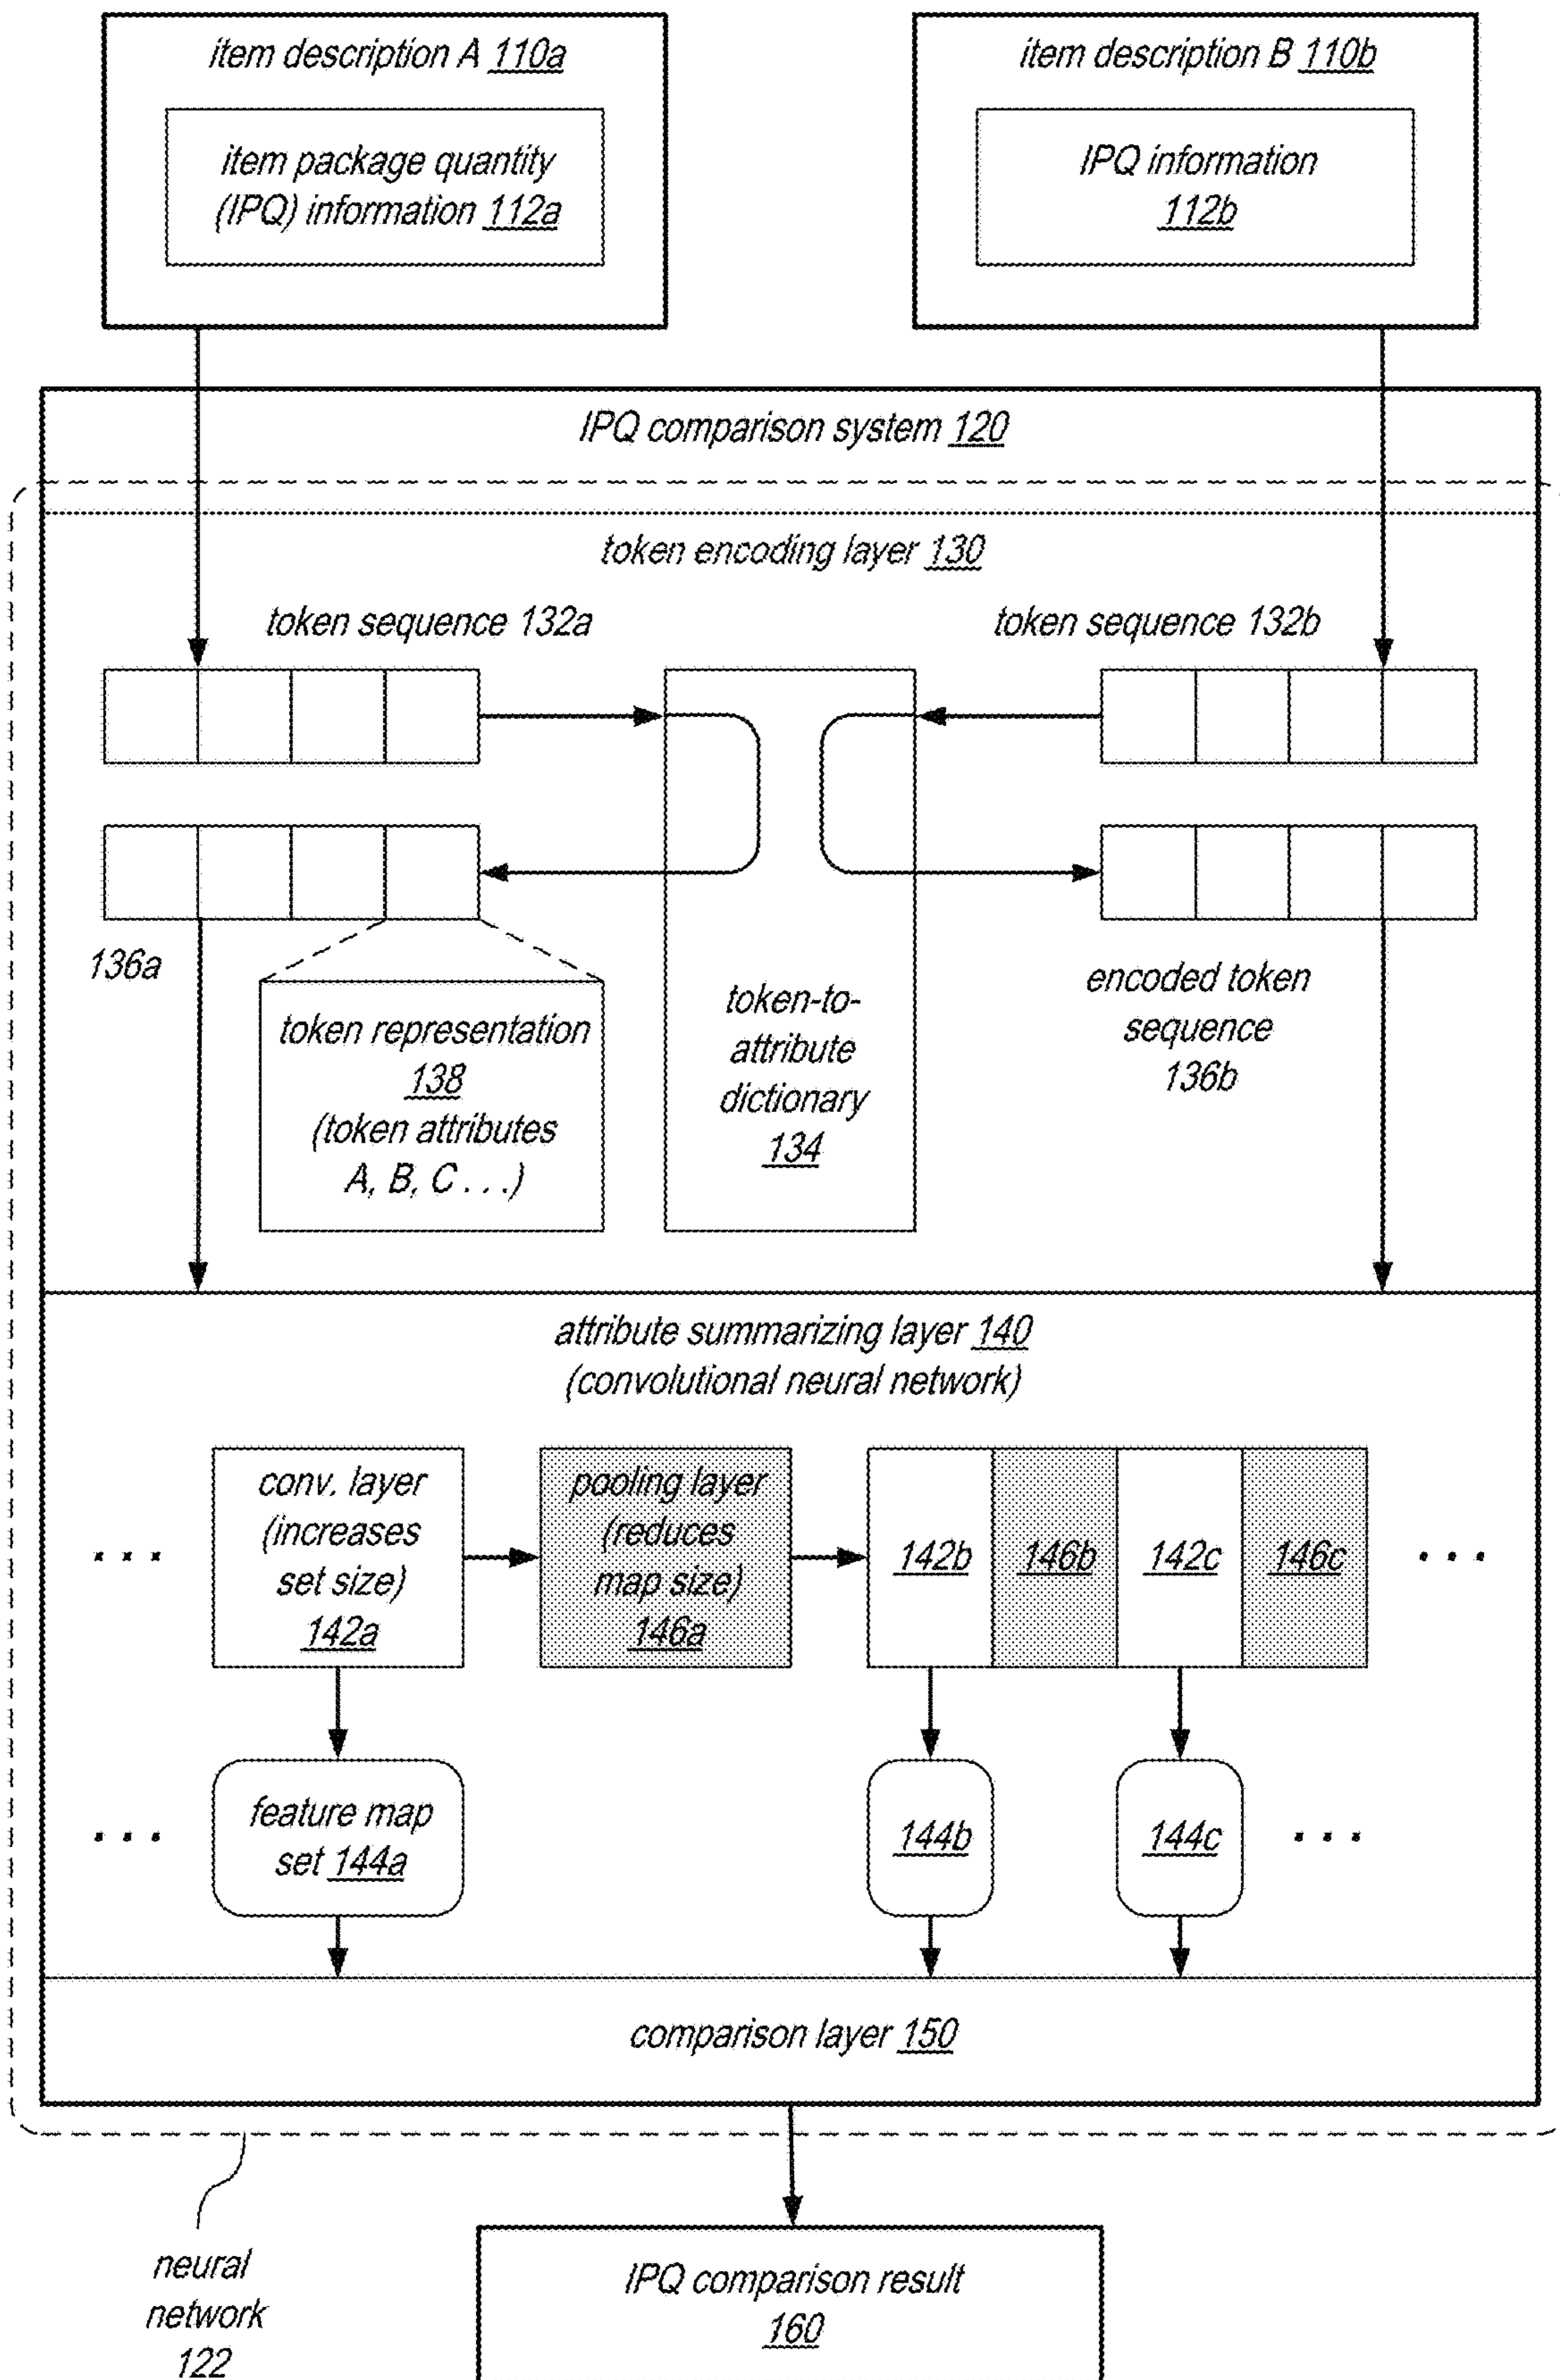 item description A 110a
item package quantity
(IPQ) information 112a
item description B 110b
IPQ information
112b
IPQ comparison system 120
token encoding layer 130
token sequence 132a
token sequence 132b
136a
token representation
138
(token attributes
A, B, C . . .)
token-to-
attribute
dictionary
134
encoded token
sequence
136b
attribute summarizing layer 140
(convolutional neural network)
. . .
conv. layer
(increases
set size)
142a
pooling layer
(reduces
map size)
146a
142b
146b
142c
146c
. . .
. . .
feature map
set 144a
144b
144c
. . .
comparison layer 150
neural
network
122
IPQ comparison result
160